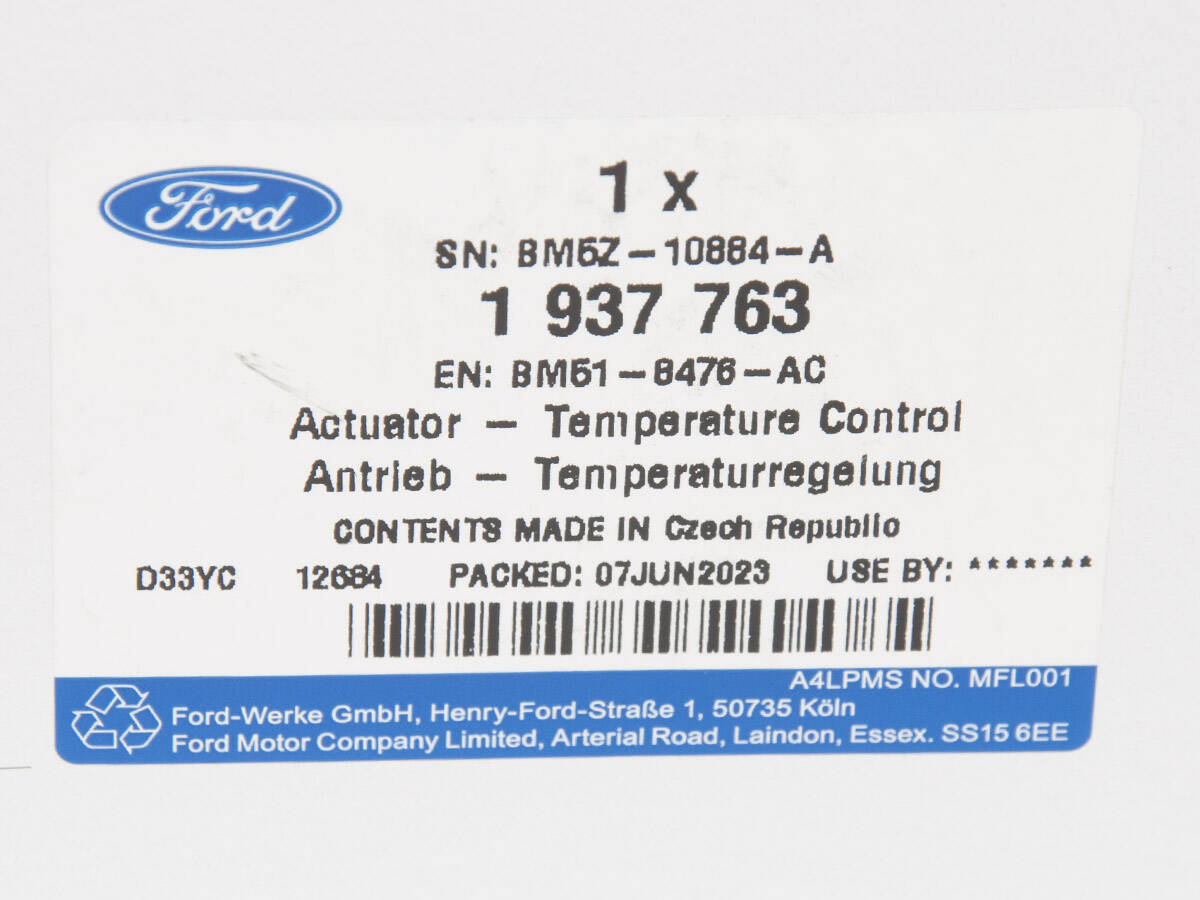 Ford
1 x
SN: BM5Z-10884-A
1 937 763
EN: BM51-8476-AC
Actuator - Temperature Control
Antrieb - Temperaturregelung
CONTENTS MADE IN Czech Republic
D33YC 12684 PACKED: 07JUN2023 USE BY: *******
A4LPMS NO. MFL001
Ford-Werke GmbH, Henry-Ford-Straße 1, 50735 Köln
Ford Motor Company Limited, Arterial Road, Laindon, Essex. SS15 6EE